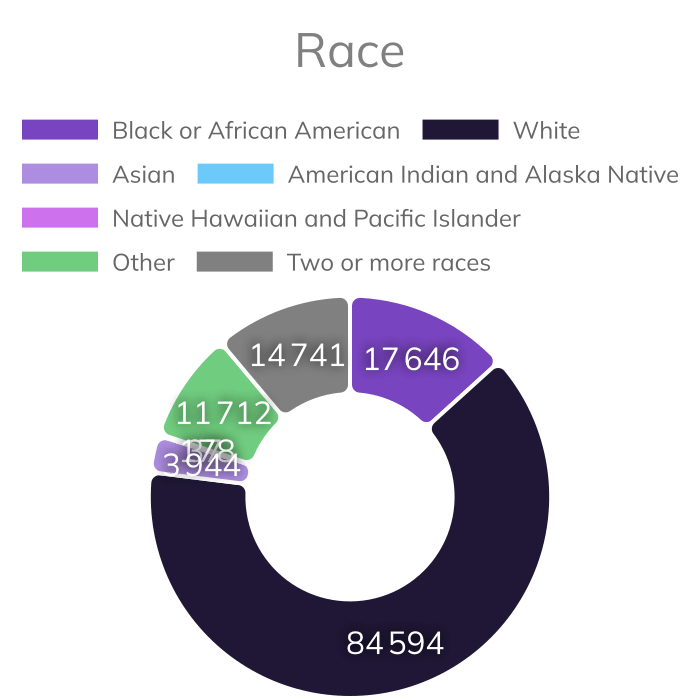 Race
Black or African American White
Asian American Indian and Alaska Native
Native Hawaiian and Pacific Islander
Other Two or more races
14 741 17 646
11 712
3 944
84 594